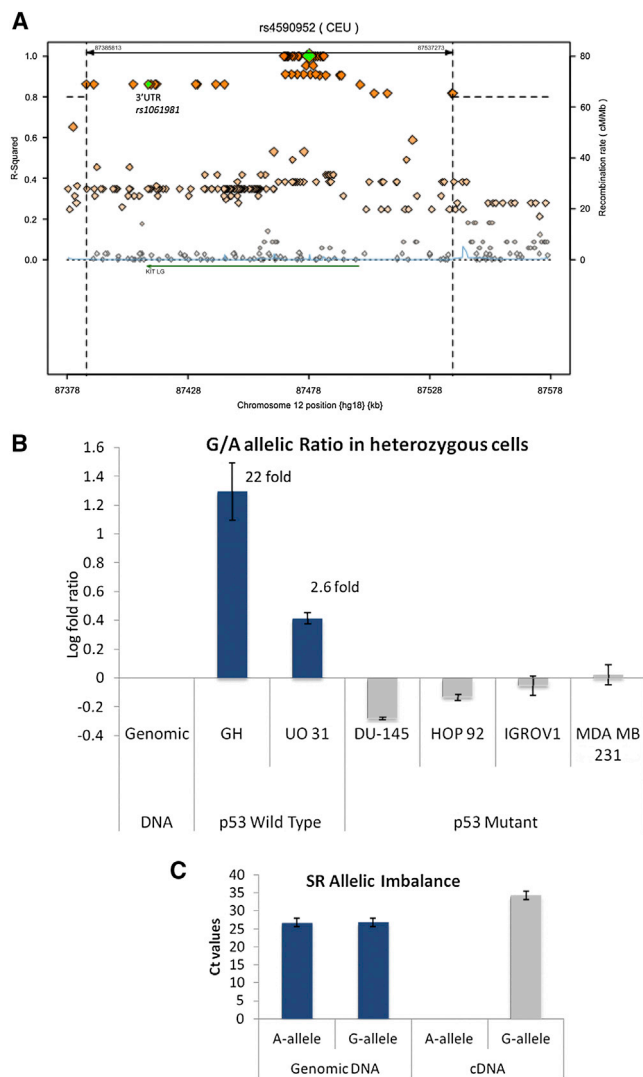 A
rs4590952 ( CEU )
87385813
87537273
1.0
0.8
0.6
0.4
0.2
0.0
R-Squared
80
60
40
20
0
Recombination rate ( cM/Mb)
3'UTR
rs1061981
KIT LG
87378
87428
87478
87528
87578
Chromosome 12 position {hg18} {kb}
B
G/A allelic Ratio in heterozygous cells
1.6
1.4
1.2
1
0.8
0.6
0.4
0.2
0
-0.2
-0.4
Log fold ratio
22 fold
2.6 fold
Genomic
GH
UO 31
DU-145
HOP 92
IGROV1
MDA MB
231
DNA
p53 Wild Type
p53 Mutant
C
SR Allelic Imbalance
40
35
30
25
20
15
10
5
0
Ct values
A-allele
G-allele
A-allele
G-allele
Genomic DNA
cDNA